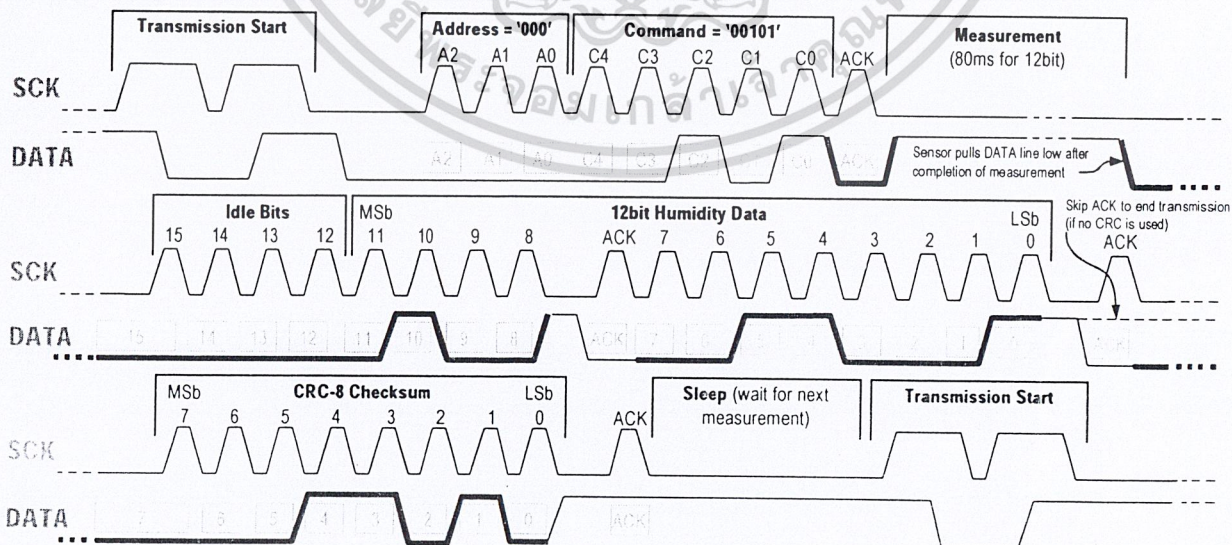 Transmission Start Address = '000' Command = '00101' Measurement
(80ms for 12bit)
A2 A1 A0 C4 C3 C2 C1 C0 ACK
SCK
DATA
A2 A1 A0 C4 C3 C2 C1 C0 ACK
Sensor pulls DATA line low after
completion of measurement
Idle Bits MSb 12bit Humidity Data LSb
Skip ACK to end transmission
(if no CRC is used)
15 14 13 12 11 10 9 8 ACK 7 6 5 4 3 2 1 0 ACK
SCK
DATA
15 14 13 12 11 10 9 8 ACK 7 6 5 4 3 2 1 0 ACK
MSb CRC-8 Checksum LSb Sleep (wait for next
measurement)
Transmission Start
7 6 5 4 3 2 1 0 ACK
SCK
DATA
7 6 5 4 3 2 1 0 ACK